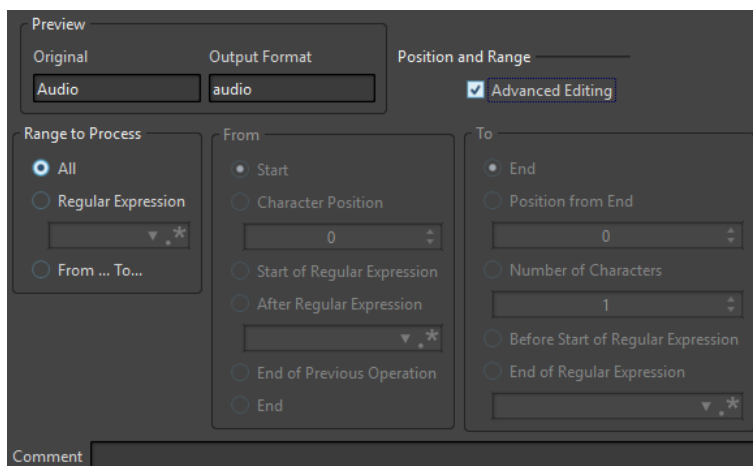 Preview
Original Output Format
Audio audio
Position and Range
Advanced Editing
Range to Process
All
Regular Expression
.*
From ... To...
From
Start
Character Position
0
Start of Regular Expression
After Regular Expression
.*
End of Previous Operation
End
To
End
Position from End
0
Number of Characters
1
Before Start of Regular Expression
End of Regular Expression
.*
Comment